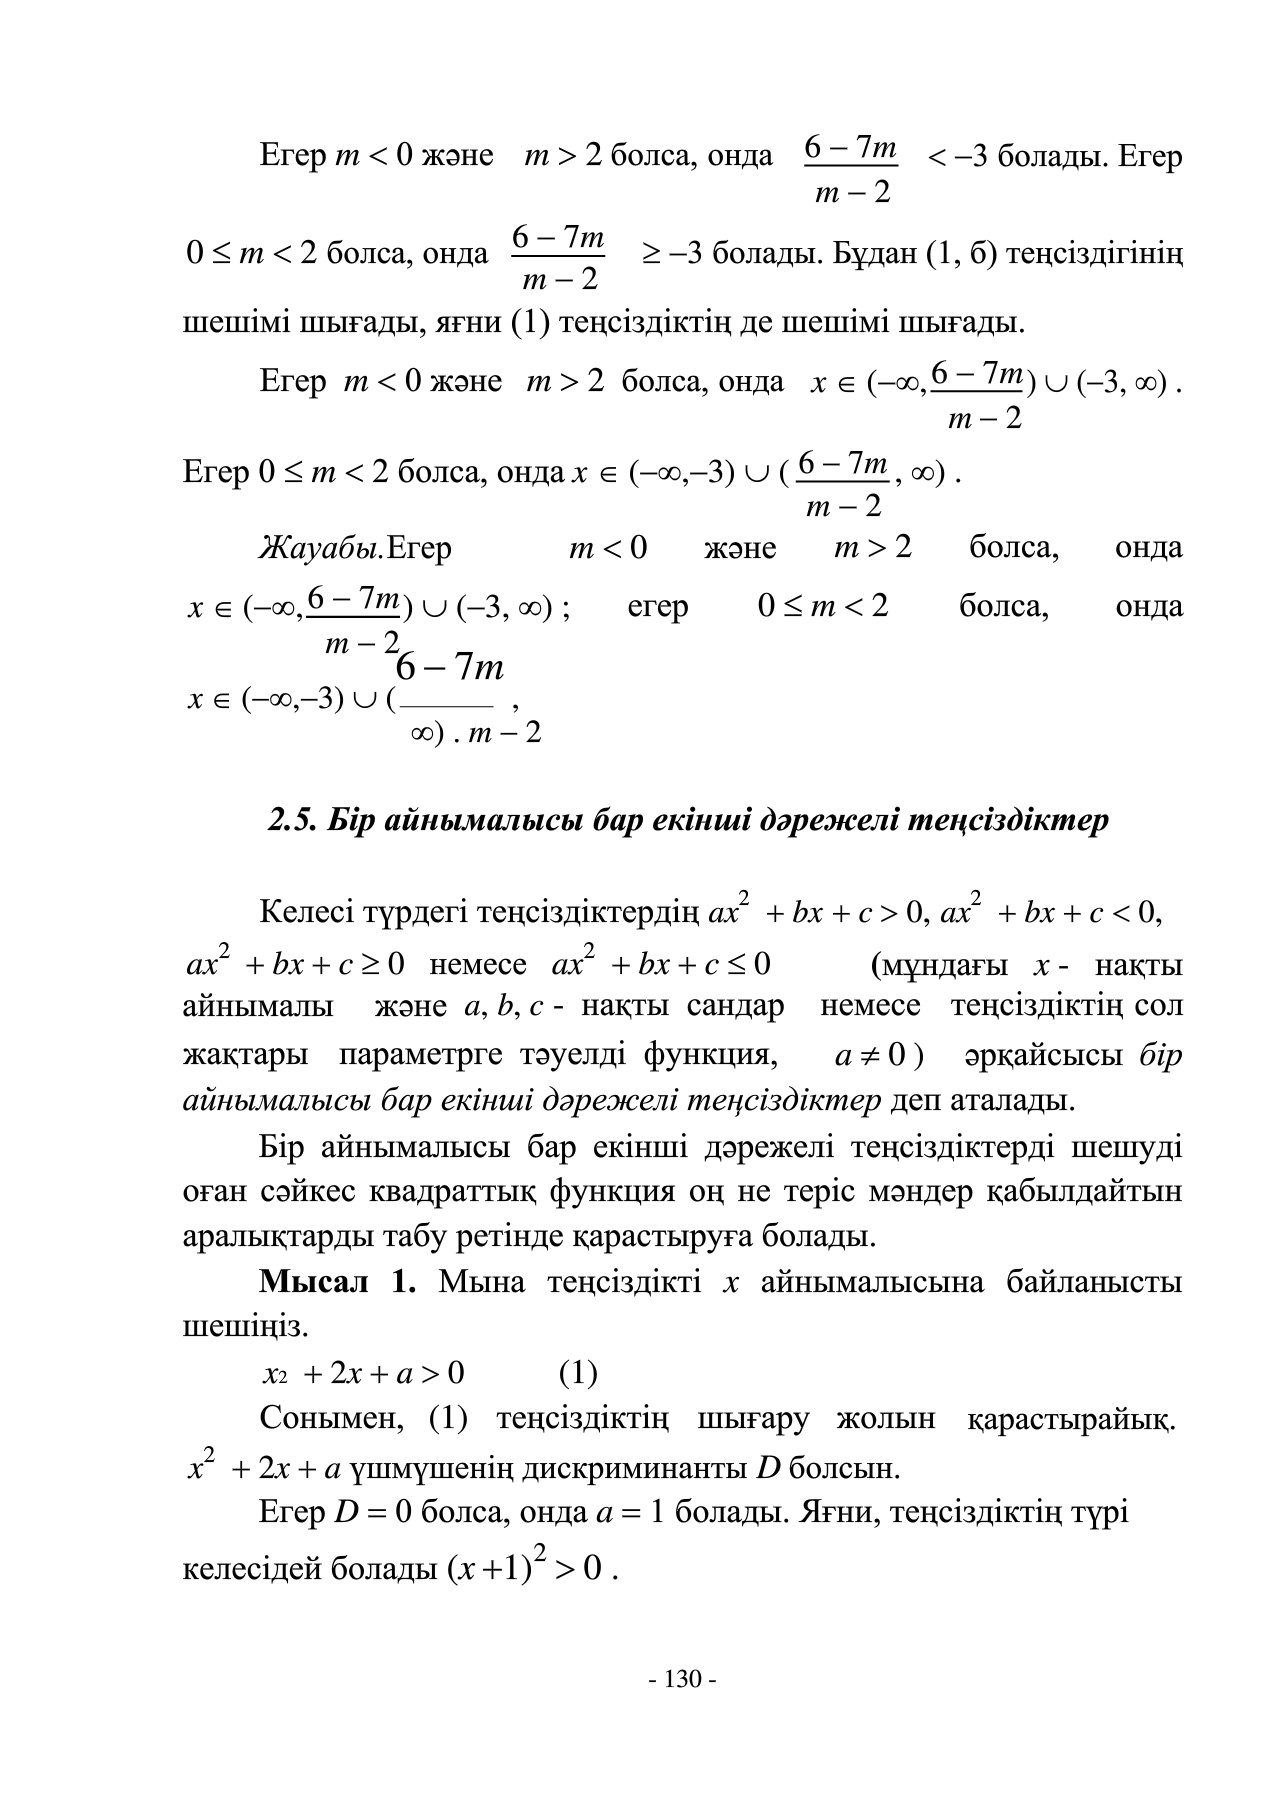 Егер m < 0 және m > 2 болса, онда 6 − 7m < −3 болады. Егер
m − 2
0 ≤ m < 2 болса, онда 6 − 7m ≥ −3 болады. Бұдан (1, б) теңсіздігінің
m − 2
шешімі шығады, яғни (1) теңсіздіктің де шешімі шығады.
Егер m < 0 және m > 2 болса, онда x ∈ (−∞, 6 − 7m) ∪ (−3, ∞) .
m − 2
Егер 0 ≤ m < 2 болса, онда x ∈ (−∞,−3) ∪ ( 6 − 7m , ∞) .
m − 2
Жауабы.Егер m < 0 және m > 2 болса, онда
x ∈ (−∞, 6 − 7m) ∪ (−3, ∞) ; егер 0 ≤ m < 2 болса, онда
m − 2
6 − 7m
x ∈ (−∞,−3) ∪ ( ,
∞) . m − 2
2.5. Бір айнымалысы бар екінші дәрежелі теңсіздіктер
Келесі түрдегі теңсіздіктердің ax² + bx + c > 0, ax² + bx + c < 0,
ax² + bx + c ≥ 0 немесе ax² + bx + c ≤ 0 (мұндағы x - нақты
айнымалы және a, b, c - нақты сандар немесе теңсіздіктің сол
жақтары параметрге тәуелді функция, a ≠ 0 ) әрқайсысы бір
айнымалысы бар екінші дәрежелі теңсіздіктер деп аталады.
Бір айнымалысы бар екінші дәрежелі теңсіздіктерді шешуді
оған сәйкес квадраттық функция оң не теріс мәндер қабылдайтын
аралықтарды табу ретінде қарастыруға болады.
Мысал 1. Мына теңсіздікті x айнымалысына байланысты
шешіңіз.
x2 + 2x + a > 0 (1)
Сонымен, (1) теңсіздіктің шығару жолын қарастырайық.
x² + 2x + a үшмүшенің дискриминанты D болсын.
Егер D = 0 болса, онда a = 1 болады. Яғни, теңсіздіктің түрі
келесідей болады (x +1)² > 0 .
- 130 -